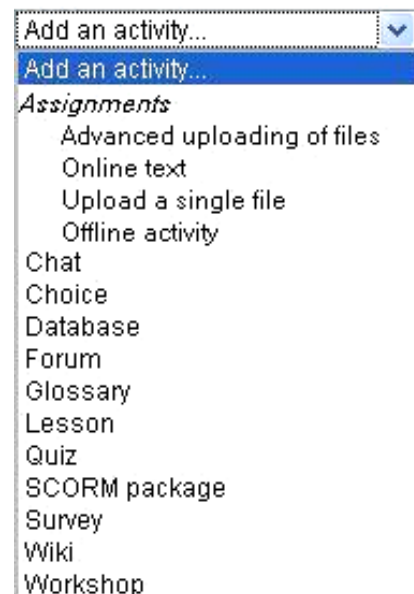 Add an activity...
Add an activity...
Assignments
Advanced uploading of files
Online text
Upload a single file
Offline activity
Chat
Choice
Database
Forum
Glossary
Lesson
Quiz
SCORM package
Survey
Wiki
Workshop